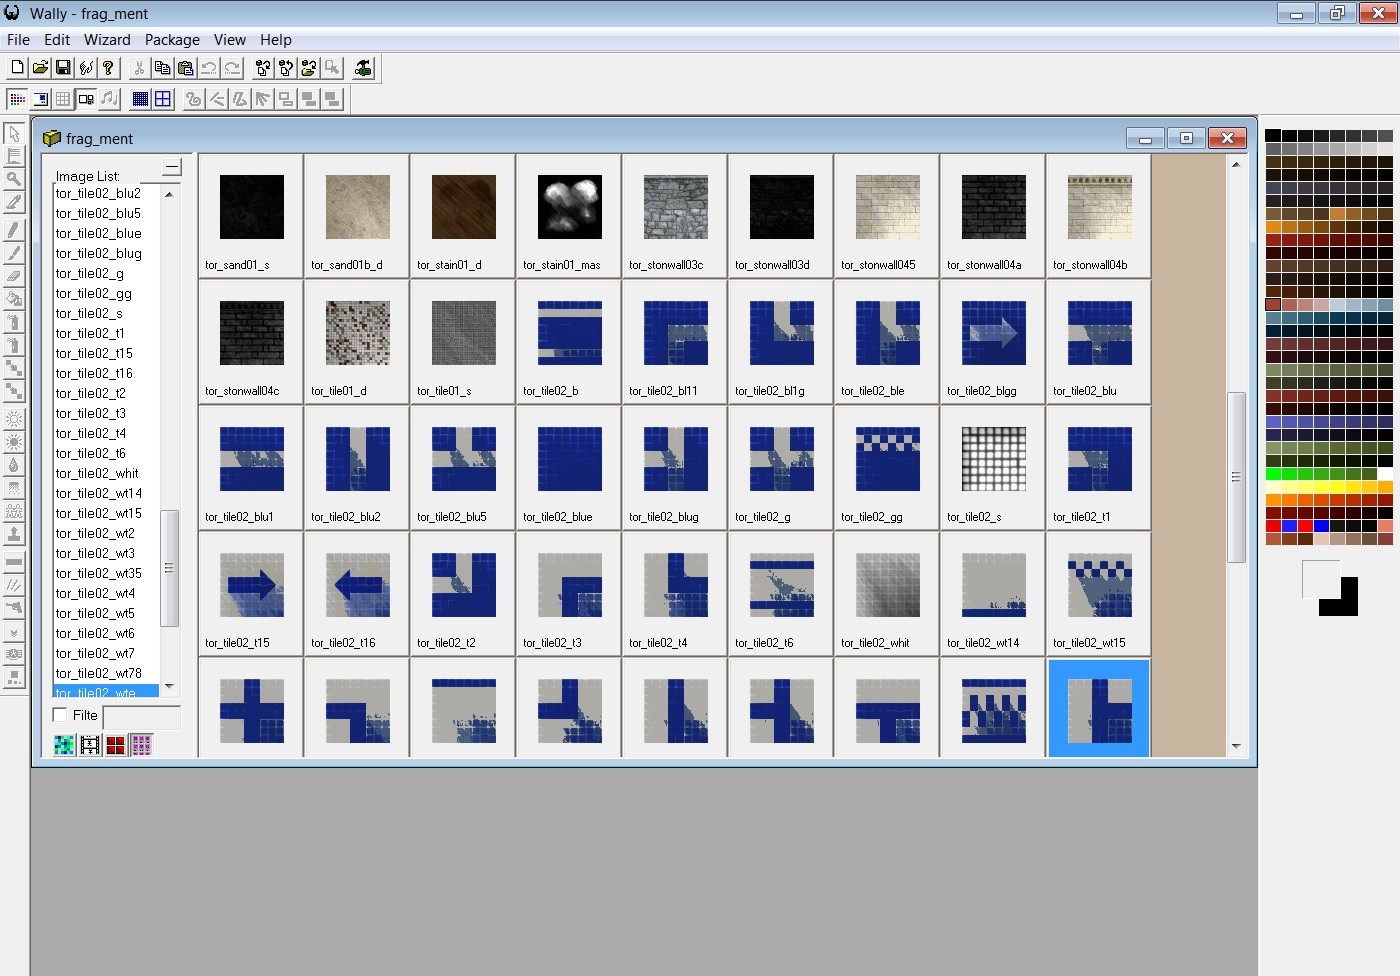 Wally - frag_ment
File Edit Wizard Package View Help
frag_ment
Image List:
tor_tile02_blu2
tor_tile02_blu5
tor_tile02_blue
tor_tile02_blug
tor_tile02_g
tor_tile02_gg
tor_tile02_s
tor_tile02_t1
tor_tile02_t15
tor_tile02_t16
tor_tile02_t2
tor_tile02_t3
tor_tile02_t4
tor_tile02_t6
tor_tile02_whit
tor_tile02_wt14
tor_tile02_wt15
tor_tile02_wt2
tor_tile02_wt3
tor_tile02_wt35
tor_tile02_wt4
tor_tile02_wt5
tor_tile02_wt6
tor_tile02_wt7
tor_tile02_wt78
tor_tile02_wte
Filte
tor_sand01_s tor_sand01b_d tor_stain01_d tor_stain01_mas tor_stonwall03c tor_stonwall03d tor_stonwall045 tor_stonwall04a tor_stonwall04b
tor_stonwall04c tor_tile01_d tor_tile01_s tor_tile02_b tor_tile02_bl11 tor_tile02_bl1g tor_tile02_ble tor_tile02_blgg tor_tile02_blu
tor_tile02_blu1 tor_tile02_blu2 tor_tile02_blu5 tor_tile02_blue tor_tile02_blug tor_tile02_g tor_tile02_gg tor_tile02_s tor_tile02_t1
tor_tile02_t15 tor_tile02_t16 tor_tile02_t2 tor_tile02_t3 tor_tile02_t4 tor_tile02_t6 tor_tile02_whit tor_tile02_wt14 tor_tile02_wt15